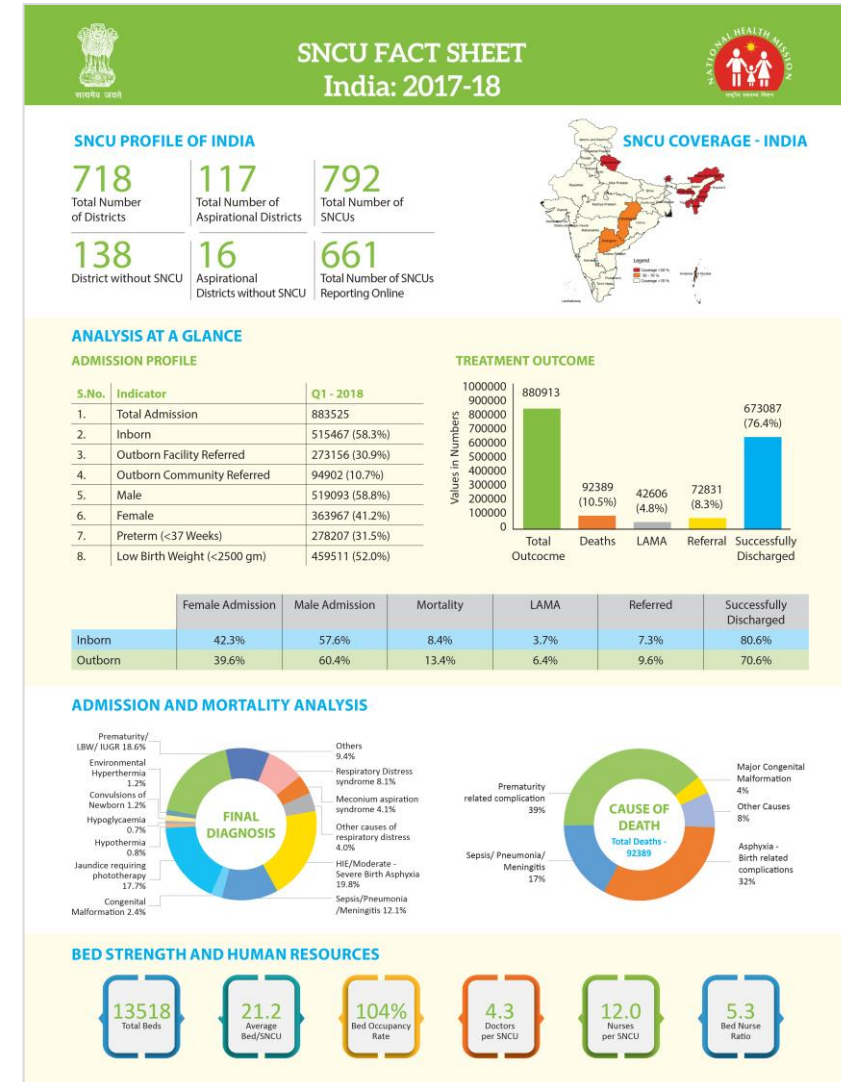 सत्यमेव जयते
SNCU FACT SHEET
India: 2017-18
NATIONAL HEALTH MISSION
SNCU PROFILE OF INDIA
718
Total Number
of Districts
117
Total Number of
Aspirational Districts
792
Total Number of
SNCUs
138
District without SNCU
16
Aspirational
Districts without SNCU
661
Total Number of SNCUs
Reporting Online
SNCU COVERAGE - INDIA
Legend
ANALYSIS AT A GLANCE
ADMISSION PROFILE
S.No. Indicator Q1 - 2018
1. Total Admission 883525
2. Inborn 515467 (58.3%)
3. Outborn Facility Referred 273156 (30.9%)
4. Outborn Community Referred 94902 (10.7%)
5. Male 519093 (58.8%)
6. Female 363967 (41.2%)
7. Preterm (<37 Weeks) 278207 (31.5%)
8. Low Birth Weight (<2500 gm) 459511 (52.0%)
TREATMENT OUTCOME
Values in Numbers
1000000
900000
800000
700000
600000
500000
400000
300000
200000
100000
0
880913
92389
(10.5%)
42606
(4.8%)
72831
(8.3%)
673087
(76.4%)
Total
Outcocme
Deaths
LAMA
Referral
Successfully
Discharged
Female Admission Male Admission Mortality LAMA Referred Successfully
Discharged
Inborn 42.3% 57.6% 8.4% 3.7% 7.3% 80.6%
Outborn 39.6% 60.4% 13.4% 6.4% 9.6% 70.6%
ADMISSION AND MORTALITY ANALYSIS
Prematurity/
LBW/ IUGR 18.6%
Environmental
Hyperthermia
1.2%
Convulsions of
Newborn 1.2%
Hypoglycaemia
0.7%
Hypothermia
0.8%
Jaundice requiring
phototherapy
17.7%
Congenital
Malformation 2.4%
FINAL
DIAGNOSIS
Others
9.4%
Respiratory Distress
syndrome 8.1%
Meconium aspiration
syndrome 4.1%
Other causes of
respiratory distress
4.0%
HIE/Moderate -
Severe Birth Asphyxia
19.8%
Sepsis/Pneumonia
/Meningitis 12.1%
Prematurity
related complication
39%
Sepsis/ Pneumonia/
Meningitis
17%
CAUSE OF
DEATH
Total Deaths -
92389
Major Congenital
Malformation
4%
Other Causes
8%
Asphyxia -
Birth related
complications
32%
BED STRENGTH AND HUMAN RESOURCES
13518
Total Beds
21.2
Average
Bed/SNCU
104%
Bed Occupancy
Rate
4.3
Doctors
per SNCU
12.0
Nurses
per SNCU
5.3
Bed Nurse
Ratio